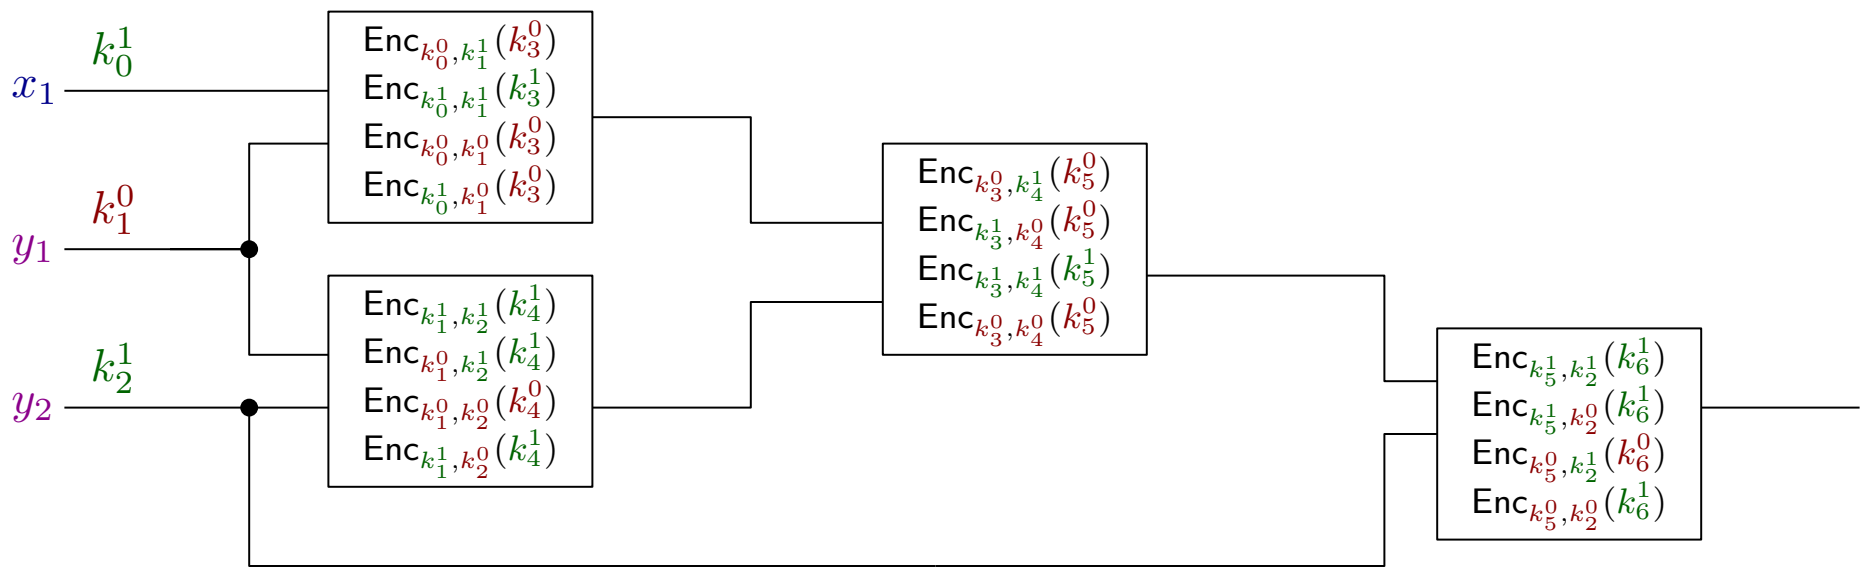 k_0^1
x_1
Enc_{k_0^0,k_1^1}(k_3^0)
Enc_{k_0^1,k_1^1}(k_3^1)
Enc_{k_0^0,k_1^0}(k_3^0)
Enc_{k_0^1,k_1^0}(k_3^0)
k_1^0
y_1
k_2^1
y_2
Enc_{k_1^1,k_2^1}(k_4^1)
Enc_{k_1^0,k_2^1}(k_4^1)
Enc_{k_1^0,k_2^0}(k_4^0)
Enc_{k_1^1,k_2^0}(k_4^1)
Enc_{k_3^0,k_4^1}(k_5^0)
Enc_{k_3^1,k_4^0}(k_5^0)
Enc_{k_3^1,k_4^1}(k_5^1)
Enc_{k_3^0,k_4^0}(k_5^0)
Enc_{k_5^1,k_2^1}(k_6^1)
Enc_{k_5^1,k_2^0}(k_6^1)
Enc_{k_5^0,k_2^1}(k_6^0)
Enc_{k_5^0,k_2^0}(k_6^1)